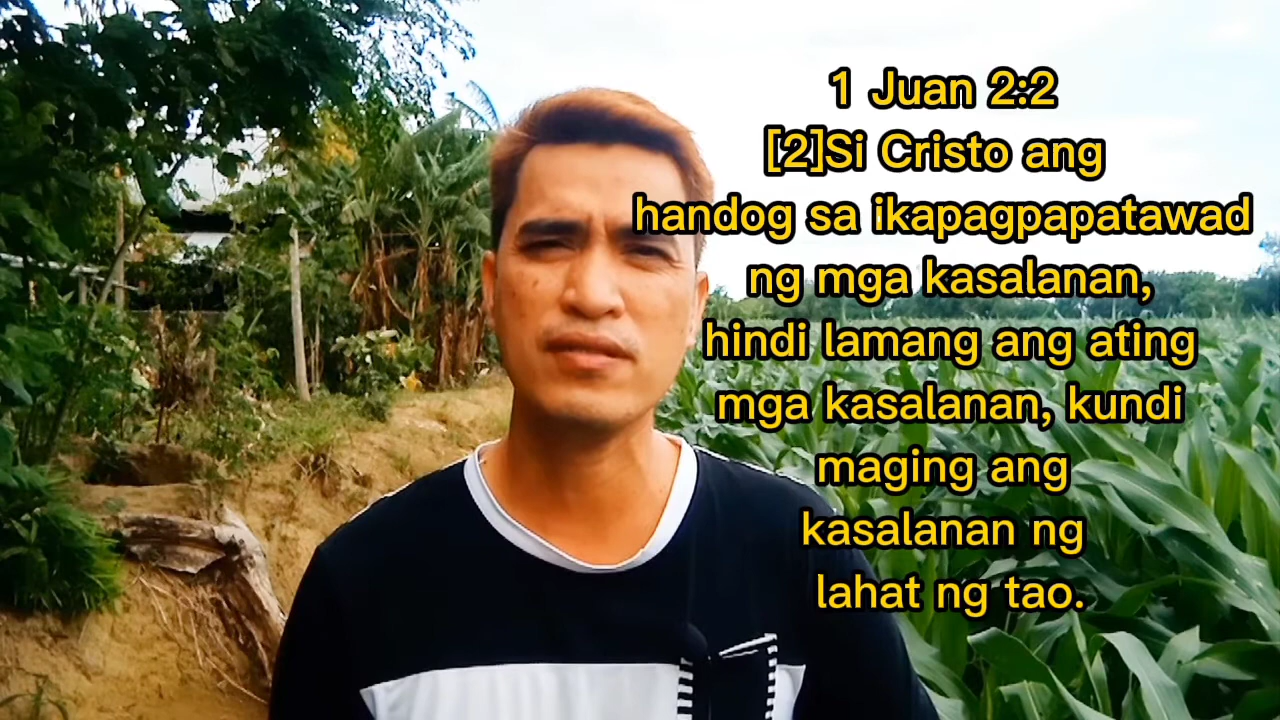 1 Juan 2:2
[2]Si Cristo ang
handog sa ikapagpapatawad
ng mga kasalanan,
hindi lamang ang ating
mga kasalanan, kundi
maging ang
kasalanan ng
lahat ng tao.